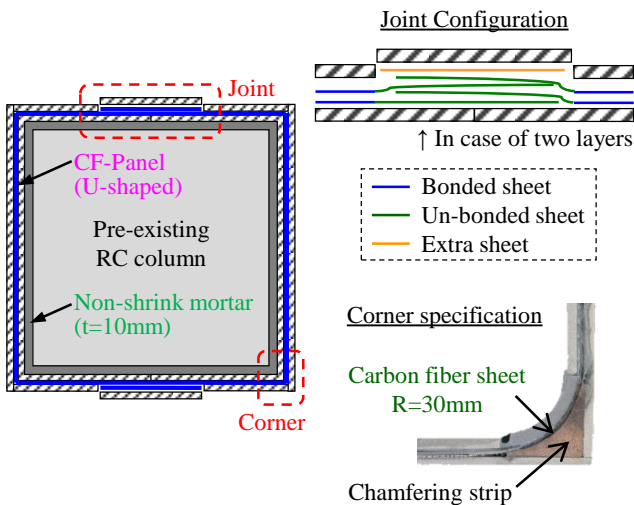 Joint Configuration
Joint
↑ In case of two layers
CF-Panel
(U-shaped)
Bonded sheet
Un-bonded sheet
Extra sheet
Pre-existing
RC column
Non-shrink mortar
(t=10mm)
Corner specification
Carbon fiber sheet
R=30mm
Corner
Chamfering strip